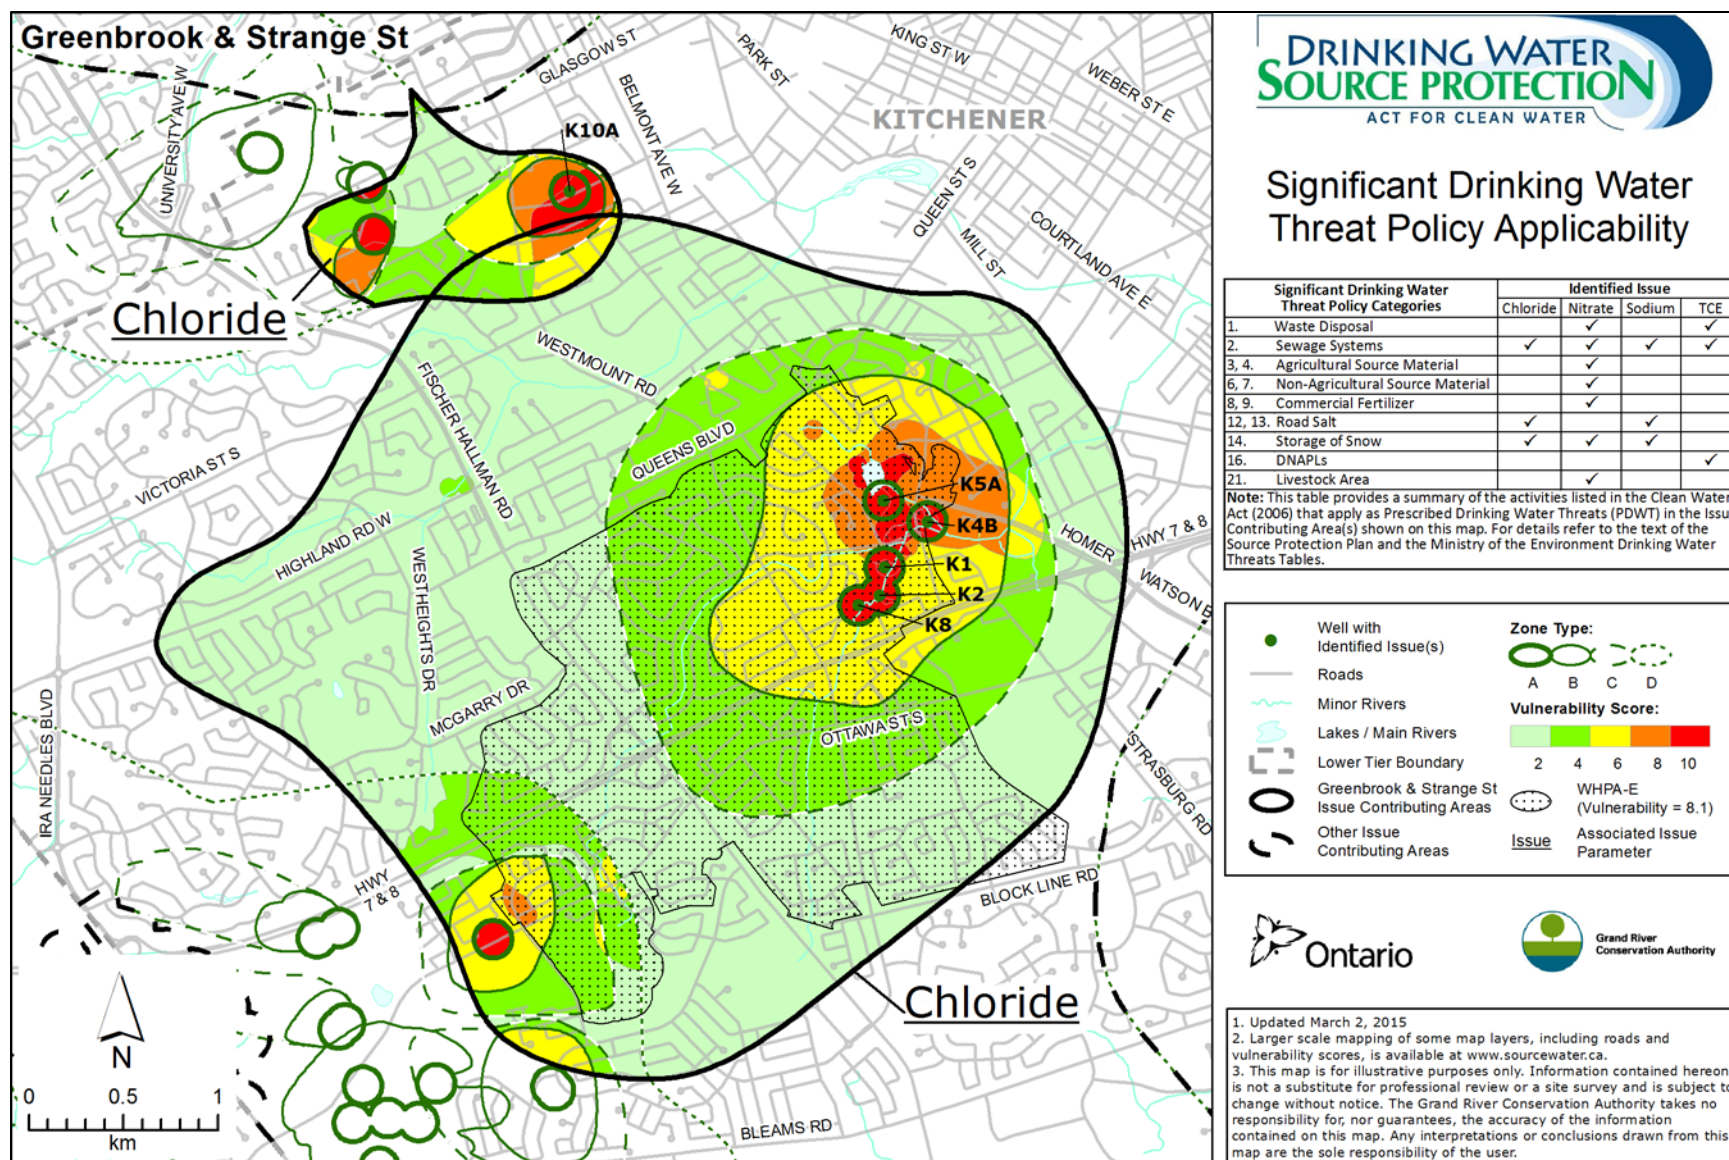 Greenbrook & Strange St
GLASGOW ST
PARK ST
KING ST W
WEBER ST E
UNIVERSITY AVE W
BELMONT AVE W
KITCHENER
K10A
QUEEN ST S
MILL ST
COURTLAND AVE E
Chloride
WESTMOUNT RD
FISCHER HALLMAN RD
QUEENS BLVD
VICTORIA ST S
HIGHLAND RD W
WESTHEIGHTS DR
K5A
K4B
HOMER
WATSON B
HWY 7 & 8
K1
K2
K8
MCGARRY DR
IRA NEEDLES BLVD
OTTAWA ST S
STRASBURG RD
HWY
7 & 8
BLOCK LINE RD
Chloride
BLEAMS RD
N
0 0.5 1
km
DRINKING WATER
SOURCE PROTECTION
ACT FOR CLEAN WATER
Significant Drinking Water
Threat Policy Applicability
Significant Drinking Water Identified Issue
Threat Policy Categories Chloride Nitrate Sodium TCE
1. Waste Disposal ✓ ✓
2. Sewage Systems ✓ ✓ ✓ ✓
3, 4. Agricultural Source Material ✓
6, 7. Non-Agricultural Source Material ✓
8, 9. Commercial Fertilizer ✓
12, 13. Road Salt ✓ ✓
14. Storage of Snow ✓ ✓ ✓
16. DNAPLs ✓
21. Livestock Area ✓
Note: This table provides a summary of the activities listed in the Clean Water
Act (2006) that apply as Prescribed Drinking Water Threats (PDWT) in the Issu
Contributing Area(s) shown on this map. For details refer to the text of the
Source Protection Plan and the Ministry of the Environment Drinking Water
Threats Tables.
Well with
Identified Issue(s)
Roads
Minor Rivers
Lakes / Main Rivers
Lower Tier Boundary
Greenbrook & Strange St
Issue Contributing Areas
Other Issue
Contributing Areas
Zone Type:
A B C D
Vulnerability Score:
2 4 6 8 10
WHPA-E
(Vulnerability = 8.1)
Issue Associated Issue
Parameter
Ontario
Grand River
Conservation Authority
1. Updated March 2, 2015
2. Larger scale mapping of some map layers, including roads and
vulnerability scores, is available at www.sourcewater.ca.
3. This map is for illustrative purposes only. Information contained hereon
is not a substitute for professional review or a site survey and is subject to
change without notice. The Grand River Conservation Authority takes no
responsibility for, nor guarantees, the accuracy of the information
contained on this map. Any interpretations or conclusions drawn from this
map are the sole responsibility of the user.